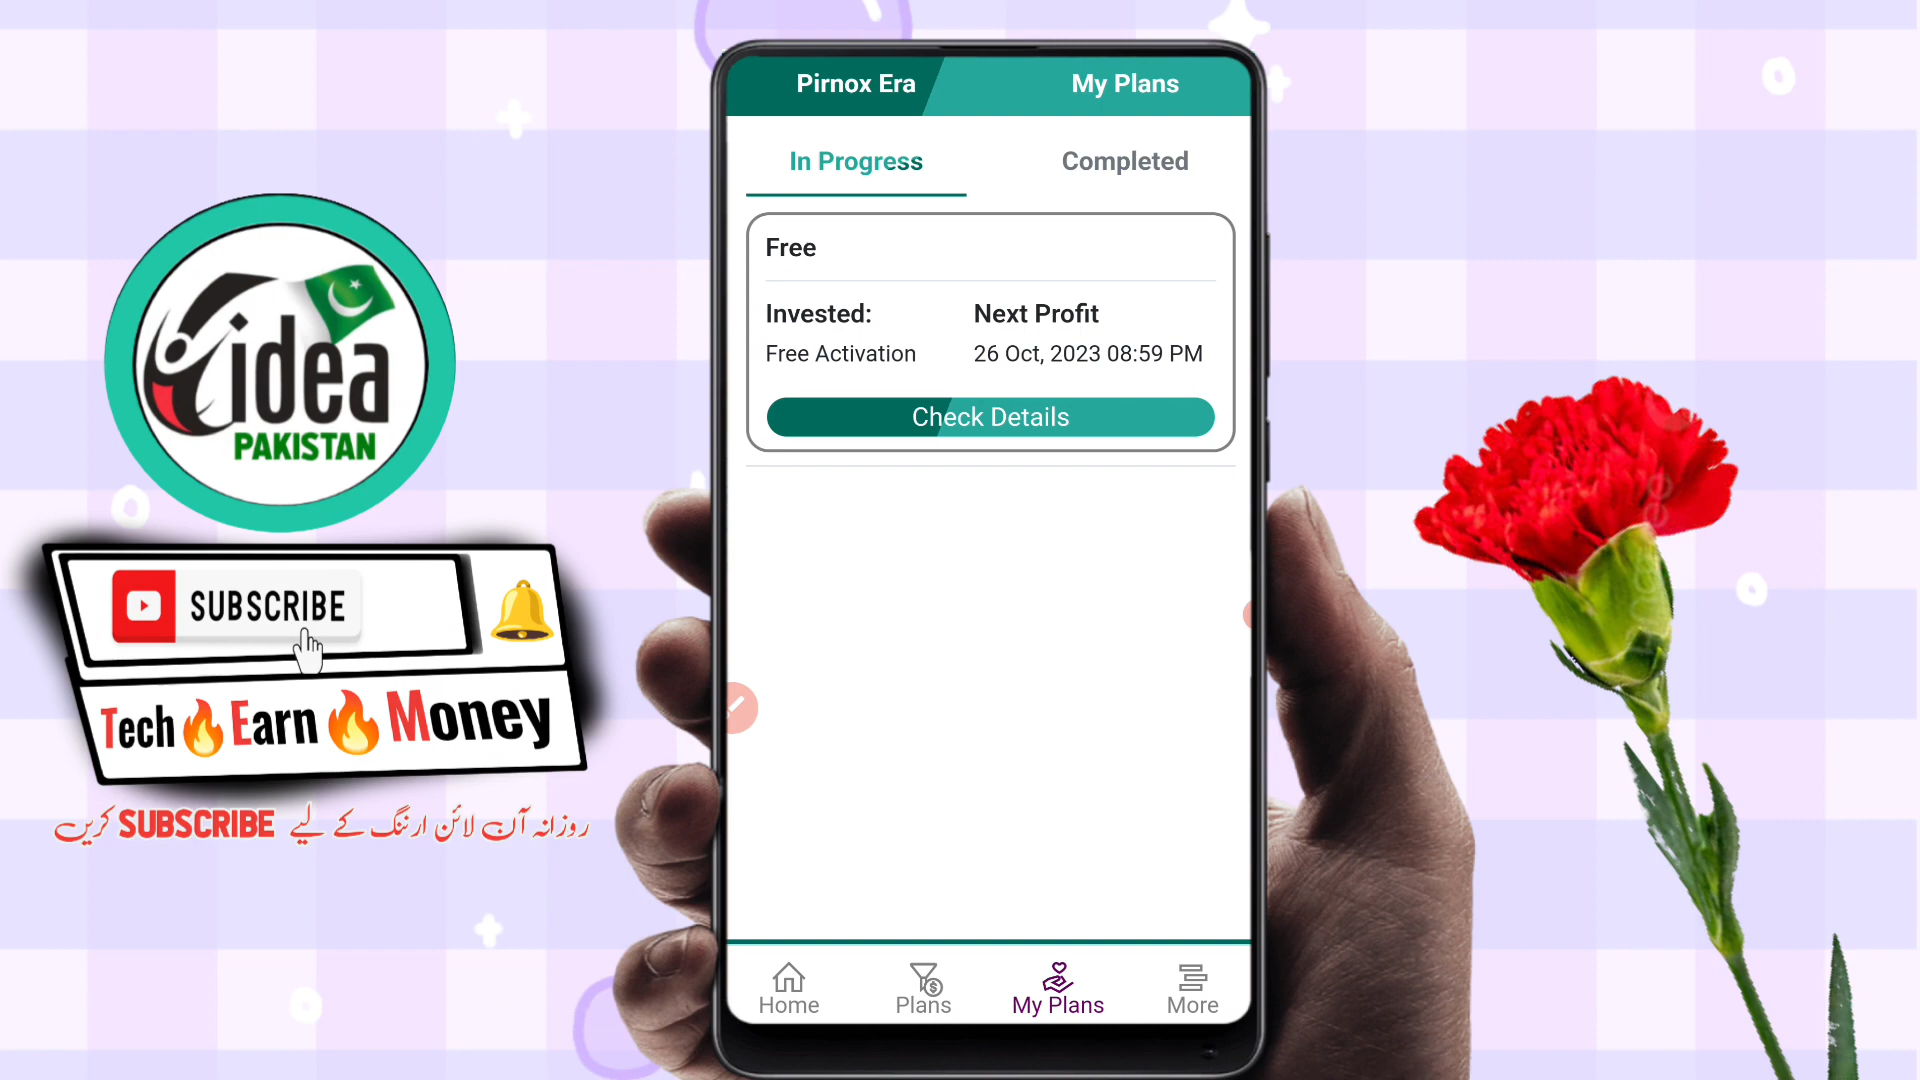 idea
PAKISTAN
SUBSCRIBE
Tech Earn Money
روزانہ آن لائن ارننگ کے لیے SUBSCRIBE کریں
Pirnox Era
My Plans
In Progress
Completed
Free
Invested:
Next Profit
Free Activation
26 Oct, 2023 08:59 PM
Check Details
Home
Plans
My Plans
More